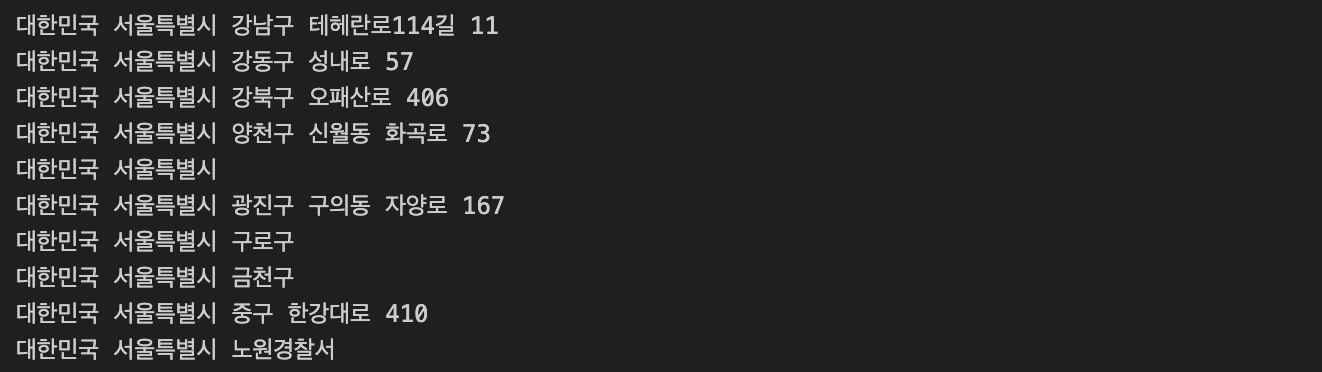 대한민국 서울특별시 강남구 테헤란로114길 11
대한민국 서울특별시 강동구 성내로 57
대한민국 서울특별시 강북구 오패산로 406
대한민국 서울특별시 양천구 신월동 화곡로 73
대한민국 서울특별시
대한민국 서울특별시 광진구 구의동 자양로 167
대한민국 서울특별시 구로구
대한민국 서울특별시 금천구
대한민국 서울특별시 중구 한강대로 410
대한민국 서울특별시 노원경찰서